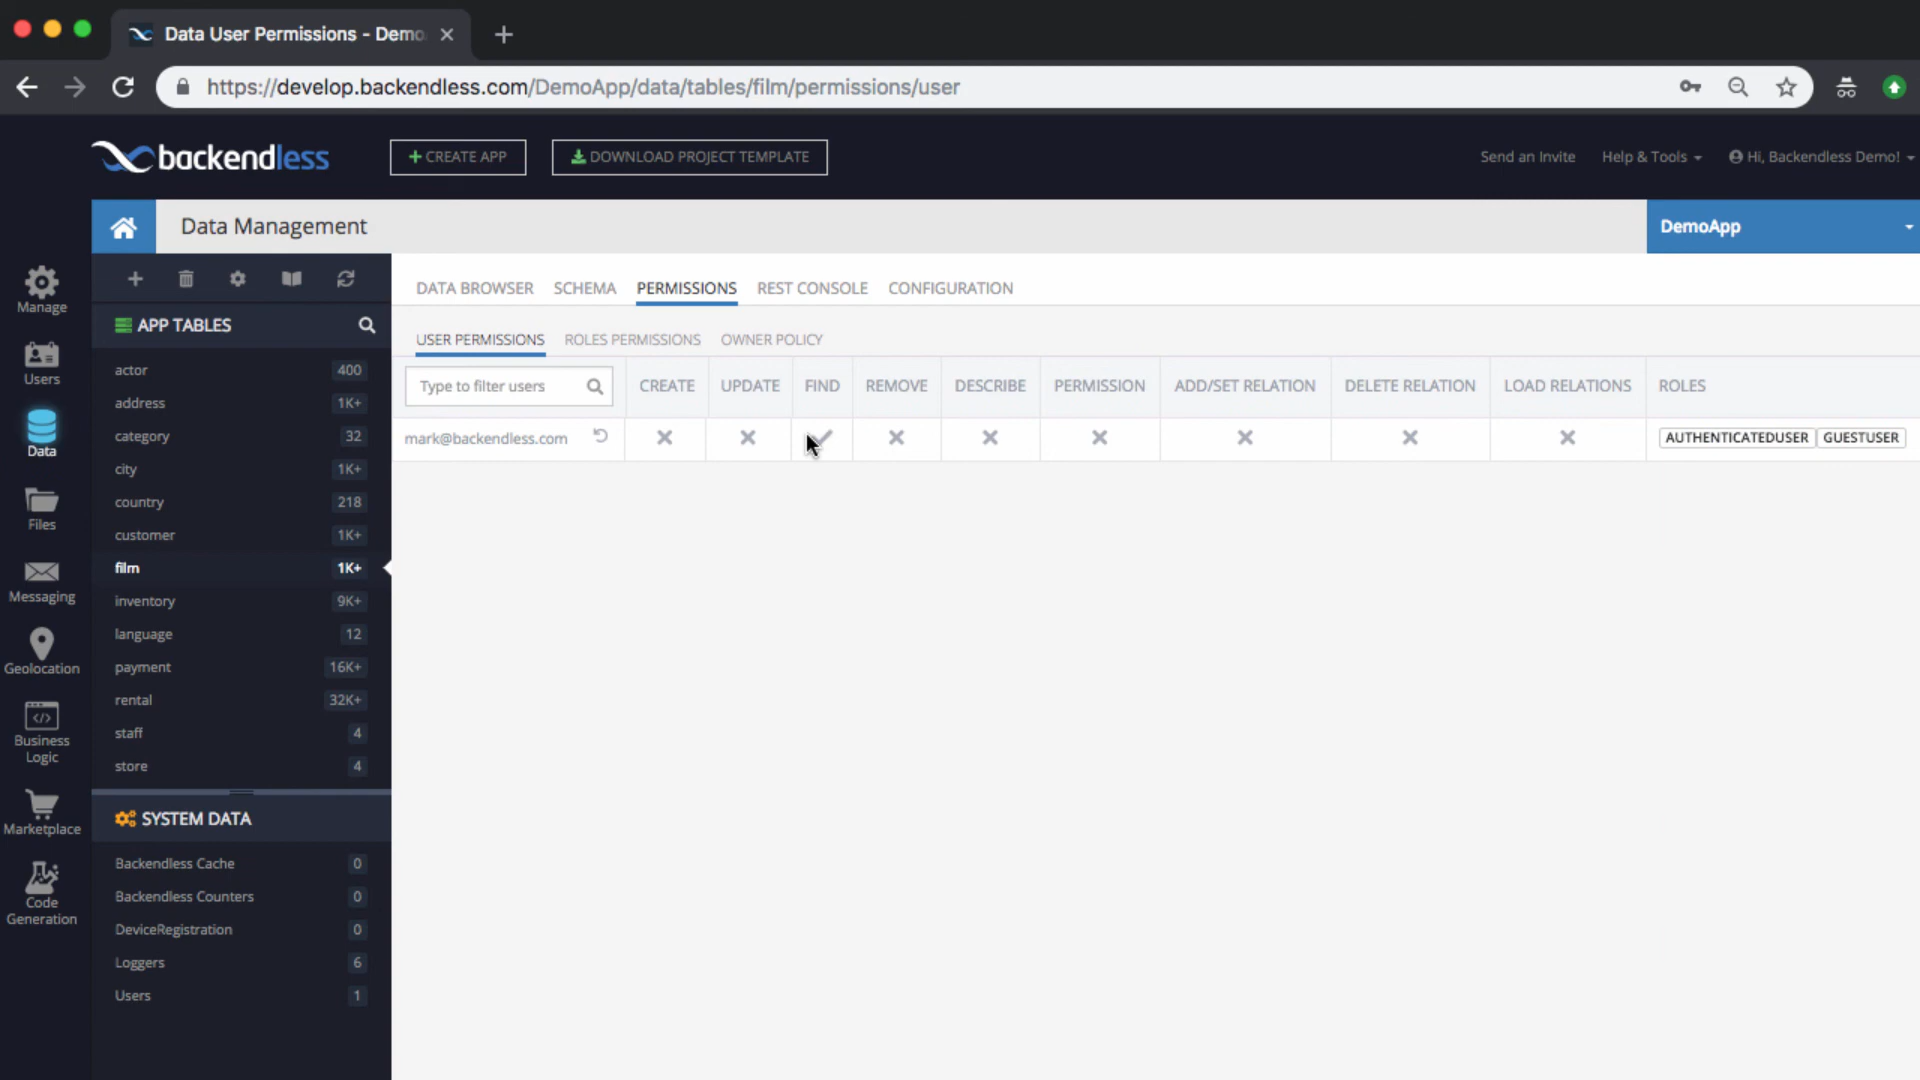 Data User Permissions - Demo
https://develop.backendless.com/DemoApp/data/tables/film/permissions/user
backendless
CREATE APP
DOWNLOAD PROJECT TEMPLATE
Send an Invite
Help & Tools
Hi, Backendless Demo!
Data Management
DemoApp
Manage
Users
Data
Files
Messaging
Geolocation
Business
Logic
Marketplace
Code
Generation
APP TABLES
actor 400
address 1K+
category 32
city 1K+
country 218
customer 1K+
film 1K+
inventory 9K+
language 12
payment 16K+
rental 32K+
staff 4
store 4
SYSTEM DATA
Backendless Cache 0
Backendless Counters 0
DeviceRegistration 0
Loggers 6
Users 1
DATA BROWSER SCHEMA PERMISSIONS REST CONSOLE CONFIGURATION
USER PERMISSIONS ROLES PERMISSIONS OWNER POLICY
Type to filter users CREATE UPDATE FIND REMOVE DESCRIBE PERMISSION ADD/SET RELATION DELETE RELATION LOAD RELATIONS ROLES
mark@backendless.com AUTHENTICATEDUSER GUESTUSER